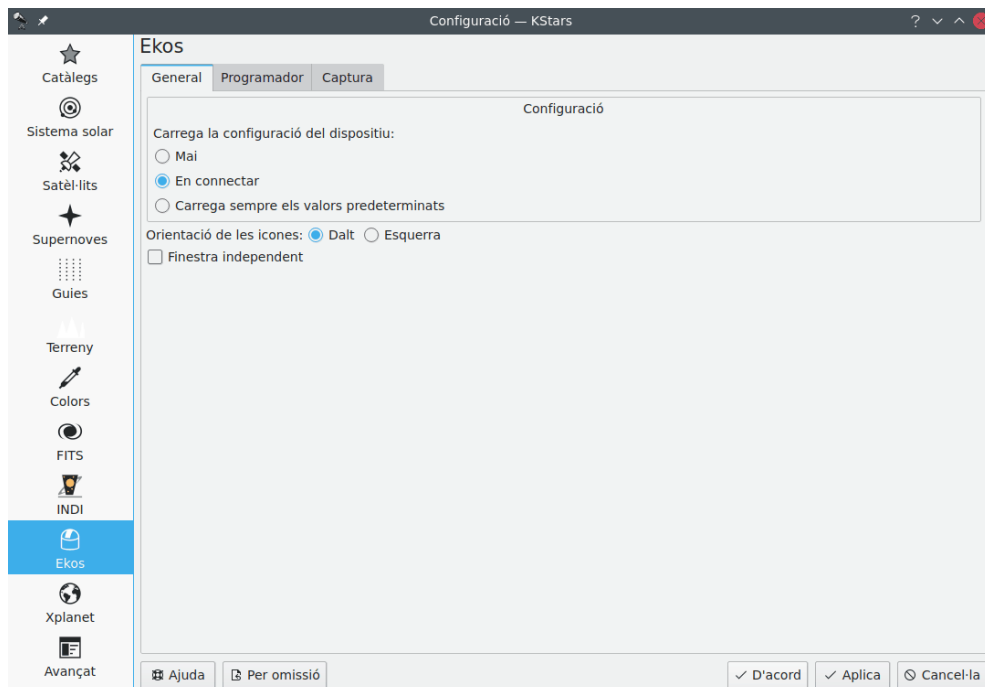 Configuració — KStars
Catàlegs
Sistema solar
Satèl·lits
Supernoves
Guies
Terreny
Colors
FITS
INDI
Ekos
Xplanet
Avançat
Ekos
General Programador Captura
Configuració
Carrega la configuració del dispositiu:
Mai
En connectar
Carrega sempre els valors predeterminats
Orientació de les icones: Dalt Esquerra
Finestra independent
Ajuda Per omissió D'acord Aplica Cancel·la